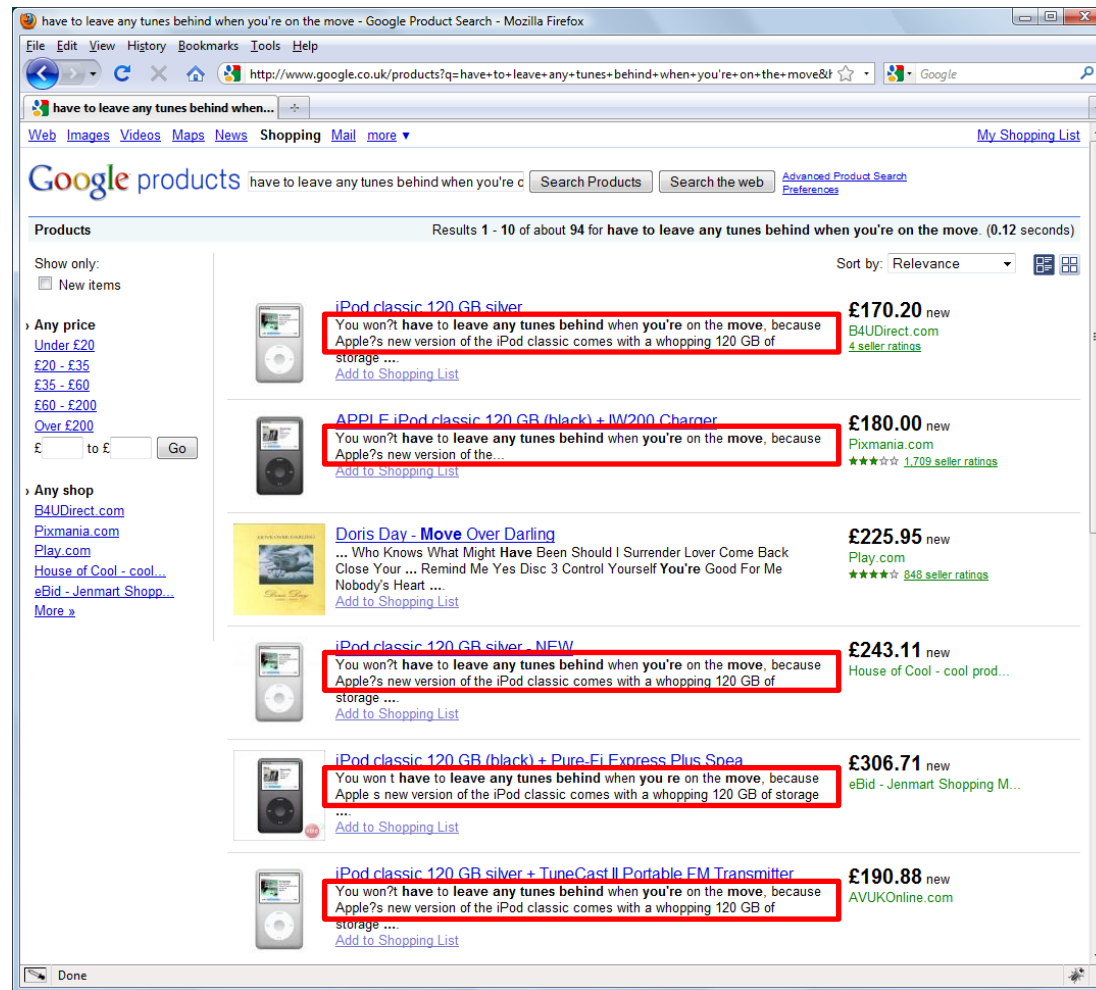 have to leave any tunes behind when you're on the move - Google Product Search - Mozilla Firefox
File Edit View History Bookmarks Tools Help
http://www.google.co.uk/products?q=have+to+leave+any+tunes+behind+when+you're+on+the+move&h Google
have to leave any tunes behind when...
Web Images Videos Maps News Shopping Mail more ▼ My Shopping List
Google products have to leave any tunes behind when you're o Search Products Search the web Advanced Product Search
Preferences
Products Results 1 - 10 of about 94 for have to leave any tunes behind when you're on the move. (0.12 seconds)
Show only:
New items
› Any price
Under £20
£20 - £35
£35 - £60
£60 - £200
Over £200
£ to £ Go
› Any shop
B4UDirect.com
Pixmania.com
Play.com
House of Cool - cool...
eBid - Jenmart Shopp...
More »
Sort by: Relevance
iPod classic 120 GB silver
You won?t have to leave any tunes behind when you're on the move, because
Apple?s new version of the iPod classic comes with a whopping 120 GB of
storage ....
Add to Shopping List
£170.20 new
B4UDirect.com
4 seller ratings
APPLE iPod classic 120 GB (black) + IW200 Charger
You won?t have to leave any tunes behind when you're on the move, because
Apple?s new version of the...
Add to Shopping List
£180.00 new
Pixmania.com
1,709 seller ratings
Doris Day - Move Over Darling
... Who Knows What Might Have Been Should I Surrender Lover Come Back
Close Your ... Remind Me Yes Disc 3 Control Yourself You're Good For Me
Nobody's Heart ....
Add to Shopping List
£225.95 new
Play.com
848 seller ratings
iPod classic 120 GB silver - NEW
You won?t have to leave any tunes behind when you're on the move, because
Apple?s new version of the iPod classic comes with a whopping 120 GB of
storage ....
Add to Shopping List
£243.11 new
House of Cool - cool prod...
iPod classic 120 GB (black) + Pure-Fi Express Plus Spea
You won t have to leave any tunes behind when you re on the move, because
Apple s new version of the iPod classic comes with a whopping 120 GB of storage
....
Add to Shopping List
£306.71 new
eBid - Jenmart Shopping M...
iPod classic 120 GB silver + TuneCast II Portable FM Transmitter
You won?t have to leave any tunes behind when you're on the move, because
Apple?s new version of the iPod classic comes with a whopping 120 GB of
storage ....
Add to Shopping List
£190.88 new
AVUKOnline.com
Done